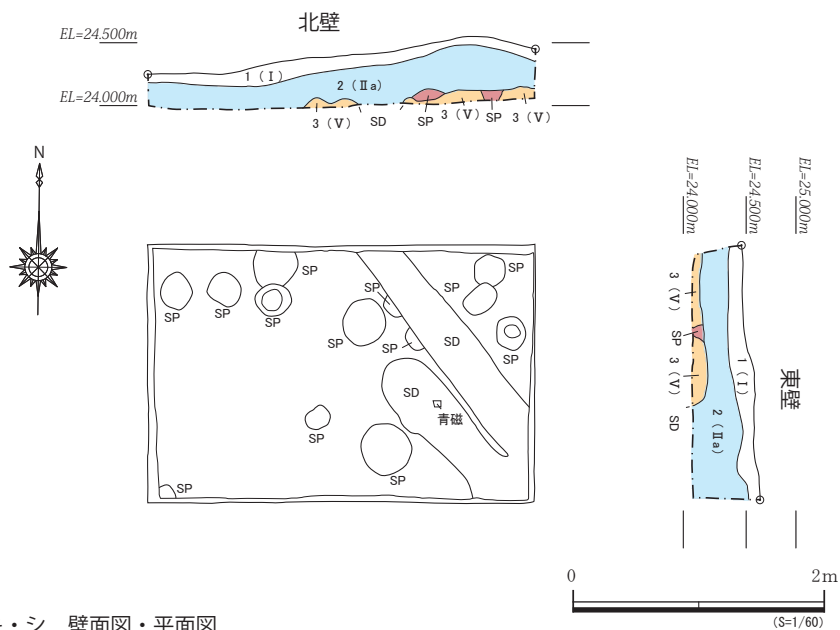 北壁
EL=24.500m
1（Ⅰ）
2（Ⅱa）
EL=24.000m
3（Ⅴ）
SD
SP
3（Ⅴ）
SP
3（Ⅴ）
N
EL=24.000m
EL=24.500m
EL=25.000m
SP
SP
SP
SP
SP
SP
SP
SP
SP
SP
SD
SD
青磁
SP
SP
SP
3（Ⅴ）
SP
3（Ⅴ）
SD
2（Ⅱa）
1（Ⅰ）
東壁
0
2m
(S=1/60)
・シ 壁面図・平面図